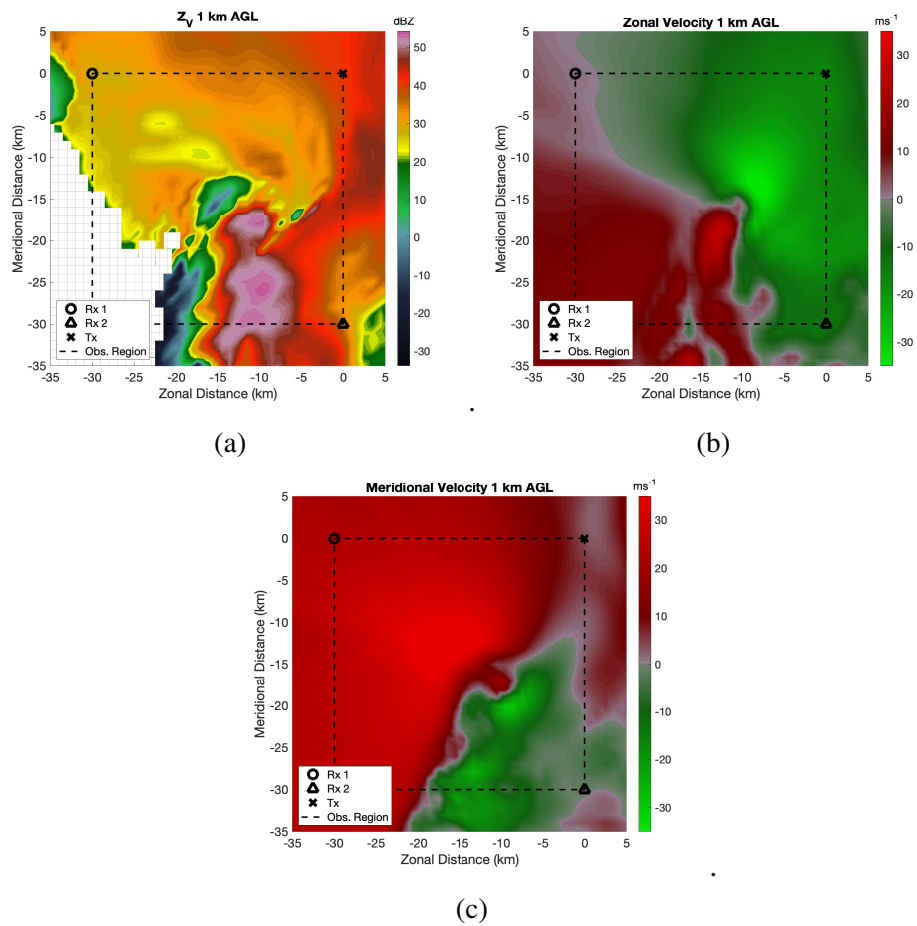 Z_V 1 km AGL
dBZ
5
0
-5
-10
-15
-20
-25
-30
-35
Meridional Distance (km)
Rx 1
Rx 2
Tx
Obs. Region
-35 -30 -25 -20 -15 -10 -5 0 5
Zonal Distance (km)
50
40
30
20
10
0
-10
-20
-30
(a)
Zonal Velocity 1 km AGL
ms⁻¹
5
0
-5
-10
-15
-20
-25
-30
-35
Meridional Distance (km)
Rx 1
Rx 2
Tx
Obs. Region
-35 -30 -25 -20 -15 -10 -5 0 5
Zonal Distance (km)
30
20
10
0
-10
-20
-30
.
(b)
Meridional Velocity 1 km AGL
ms⁻¹
5
0
-5
-10
-15
-20
-25
-30
-35
Meridional Distance (km)
Rx 1
Rx 2
Tx
Obs. Region
-35 -30 -25 -20 -15 -10 -5 0 5
Zonal Distance (km)
30
20
10
0
-10
-20
-30
.
(c)